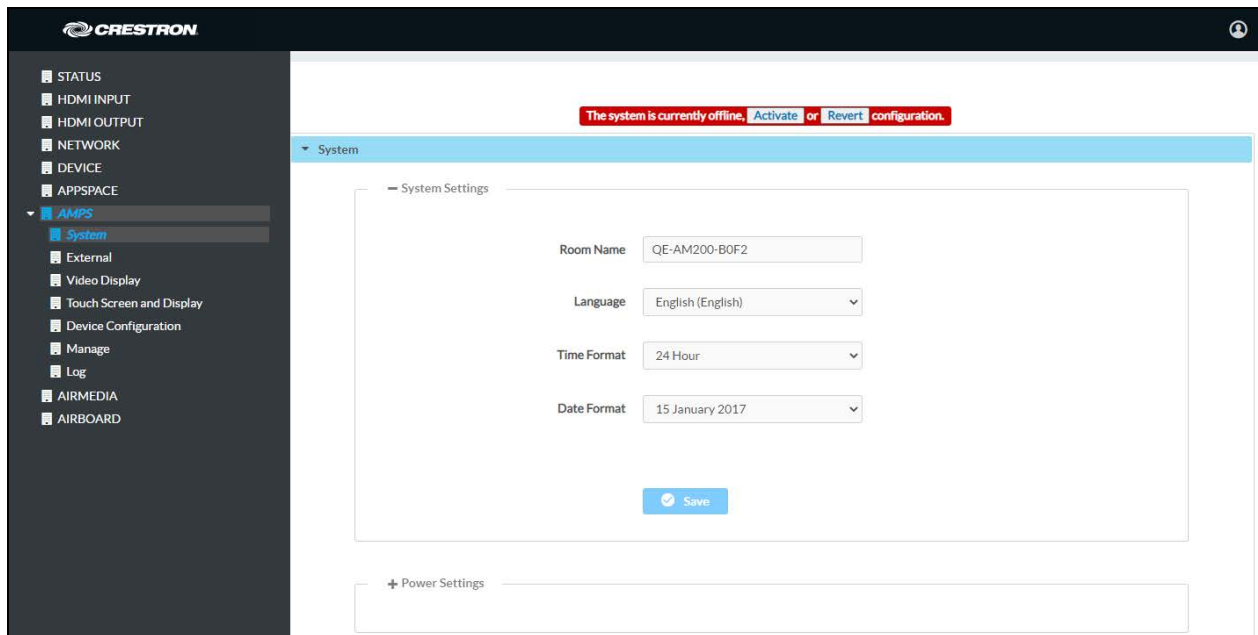 CRESTRON
STATUS
HDMI INPUT
HDMI OUTPUT
NETWORK
DEVICE
APPSPACE
AMPS
System
External
Video Display
Touch Screen and Display
Device Configuration
Manage
Log
AIRMEDIA
AIRBOARD
The system is currently offline, Activate or Revert configuration.
System
System Settings
Room Name QE-AM200-B0F2
Language English (English)
Time Format 24 Hour
Date Format 15 January 2017
Save
Power Settings